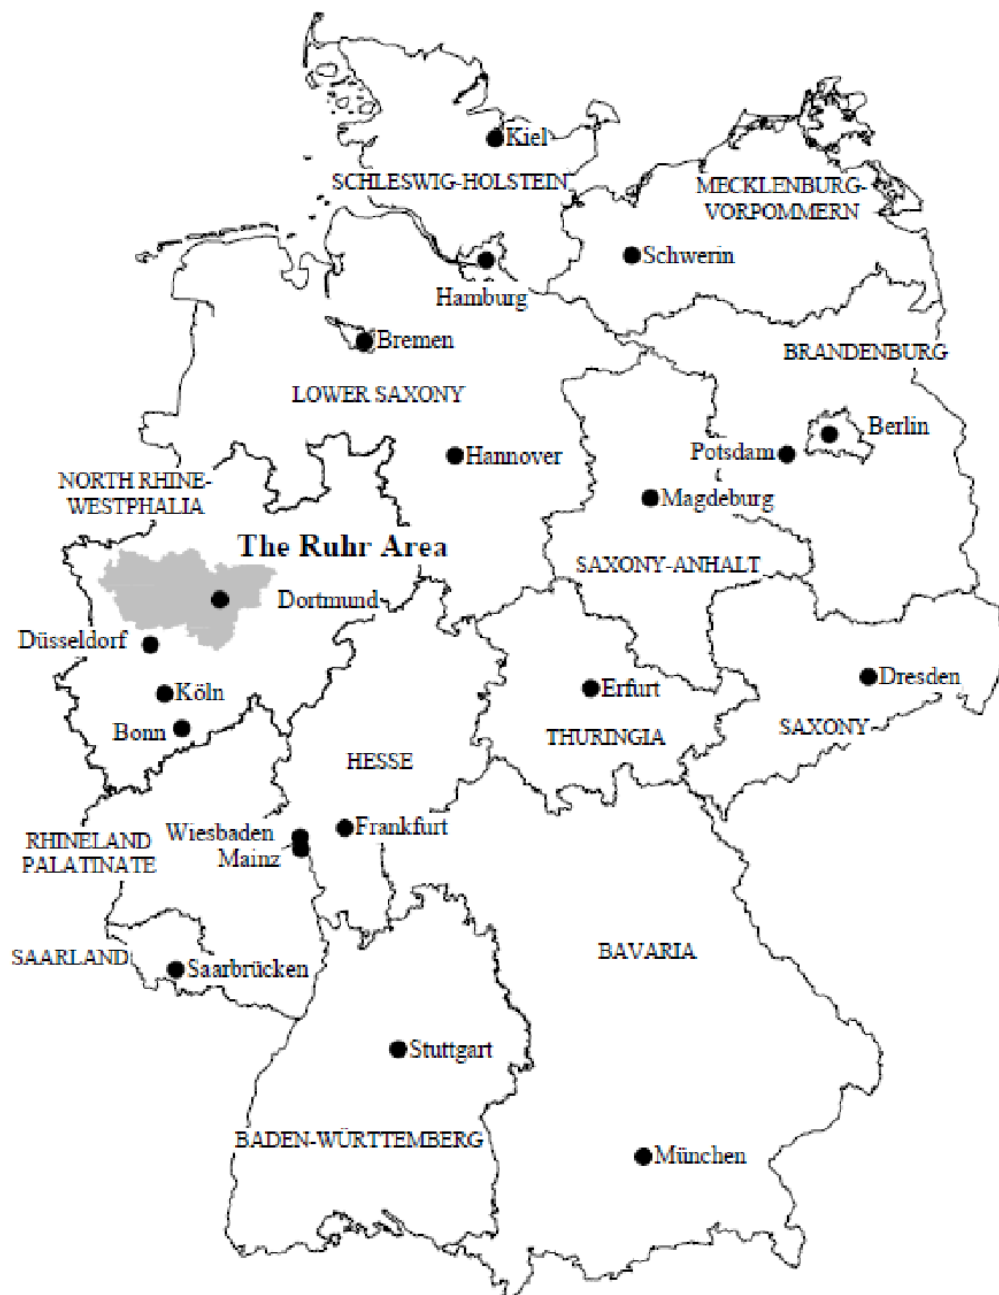 Kiel
SCHLESWIG-HOLSTEIN
MECKLENBURG-
VORPOMMERN
Schwerin
Hamburg
Bremen
BRANDENBURG
LOWER SAXONY
Berlin
Hannover
Potsdam
NORTH RHINE-
WESTPHALIA
Magdeburg
The Ruhr Area
SAXONY-ANHALT
Dortmund
Düsseldorf
Köln
Erfurt
Dresden
Bonn
THURINGIA
SAXONY
HESSE
Wiesbaden
Frankfurt
RHINELAND
PALATINATE
Mainz
SAARLAND
BAVARIA
Saarbrücken
Stuttgart
BADEN-WÜRTTEMBERG
München